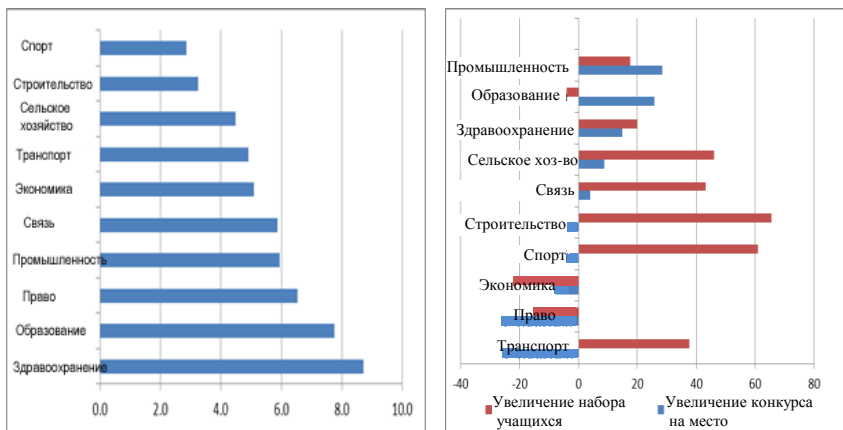 Спорт
Строительство
Сельское
хозяйство
Транспорт
Экономика
Связь
Промышленность
Право
Образование
Здравоохранение
0.0 2.0 4.0 6.0 8.0 10.0
Промышленность
Образование
Здравоохранение
Сельское хоз-во
Связь
Строительство
Спорт
Экономика
Право
Транспорт
-40 -20 0 20 40 60 80
Увеличение набора
учащихся
Увеличение конкурса
на место